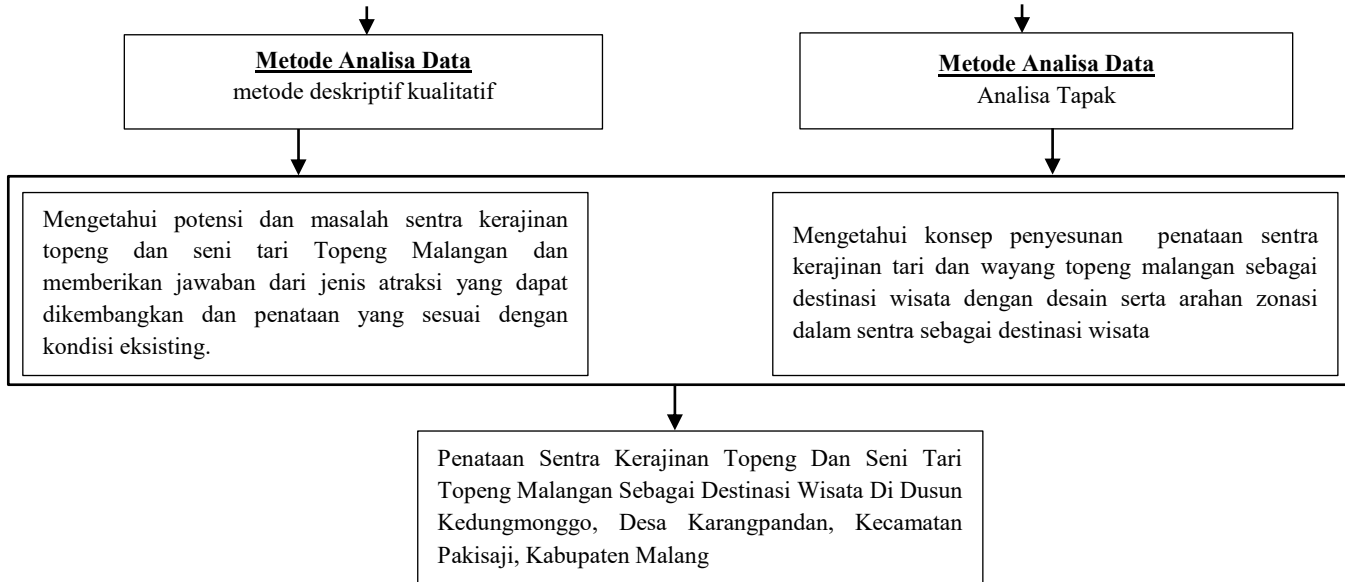 Metode Analisa Data
metode deskriptif kualitatif
Metode Analisa Data
Analisa Tapak
Mengetahui potensi dan masalah sentra kerajinan
topeng dan seni tari Topeng Malangan dan
memberikan jawaban dari jenis atraksi yang dapat
dikembangkan dan penataan yang sesuai dengan
kondisi eksisting.
Mengetahui konsep penyesunan penataan sentra
kerajinan tari dan wayang topeng malangan sebagai
destinasi wisata dengan desain serta arahan zonasi
dalam sentra sebagai destinasi wisata
Penataan Sentra Kerajinan Topeng Dan Seni Tari
Topeng Malangan Sebagai Destinasi Wisata Di Dusun
Kedungmonggo, Desa Karangpandan, Kecamatan
Pakisaji, Kabupaten Malang